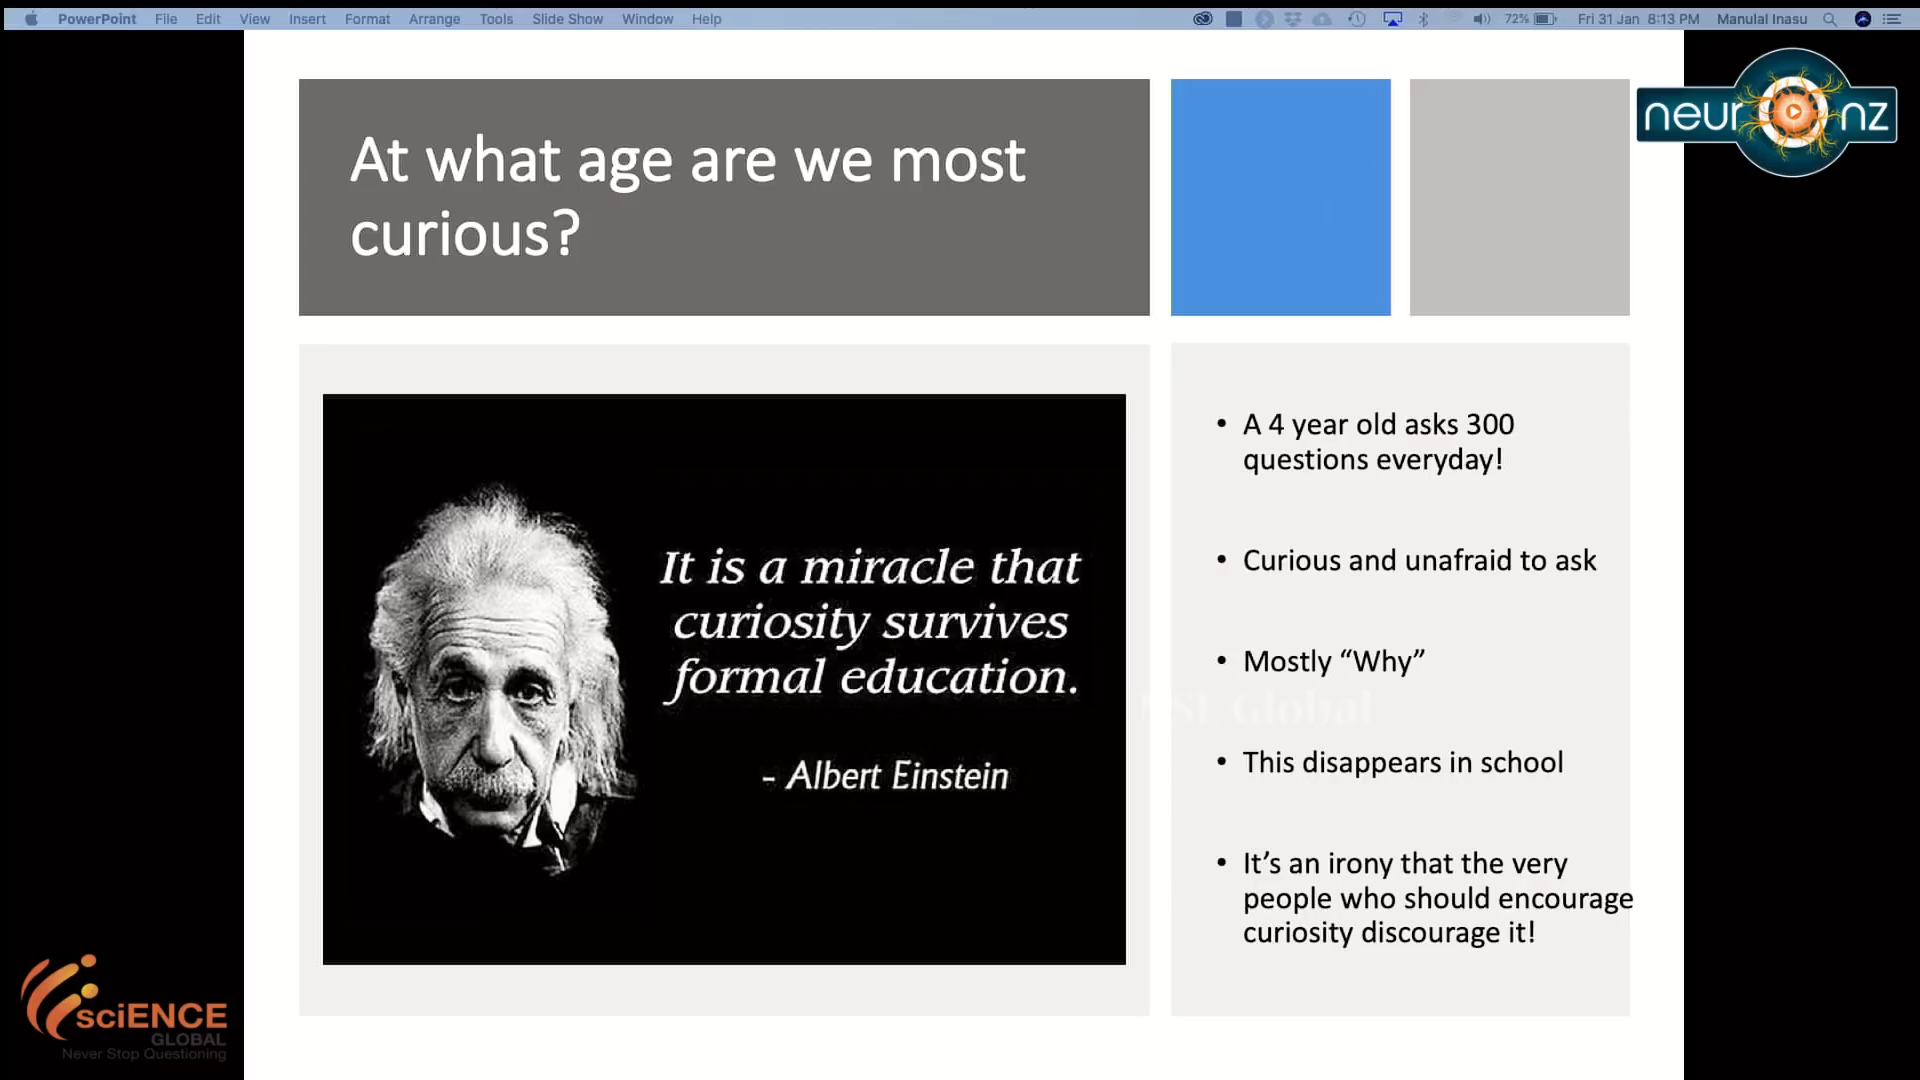 PowerPoint File Edit View Insert Format Arrange Tools Slide Show Window Help 72% Fri 31 Jan 8:13 PM Manulal Inasu
neuronz
At what age are we most
curious?
It is a miracle that
curiosity survives
formal education.
- Albert Einstein
• A 4 year old asks 300
questions everyday!
• Curious and unafraid to ask
• Mostly “Why”
Global
• This disappears in school
• It’s an irony that the very
people who should encourage
curiosity discourage it!
sciENCE
GLOBAL
Never Stop Questioning